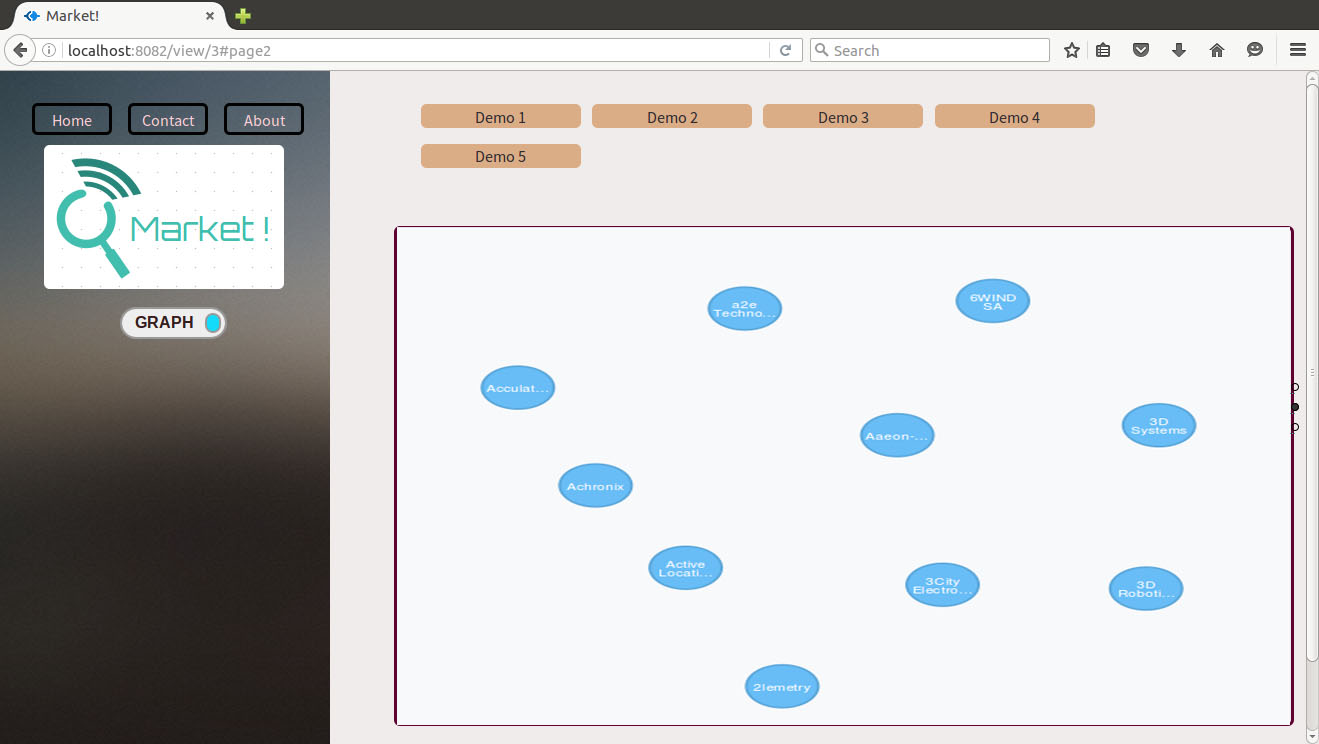 Market!
localhost:8082/view/3#page2
Search
Home
Contact
About
Market !
GRAPH
Demo 1
Demo 2
Demo 3
Demo 4
Demo 5
a2e
Techno...
6WIND
SA
Acculat...
Aaeon-...
3D
Systems
Achronix
Active
Locati...
3City
Electro...
3D
Roboti...
2lemetry